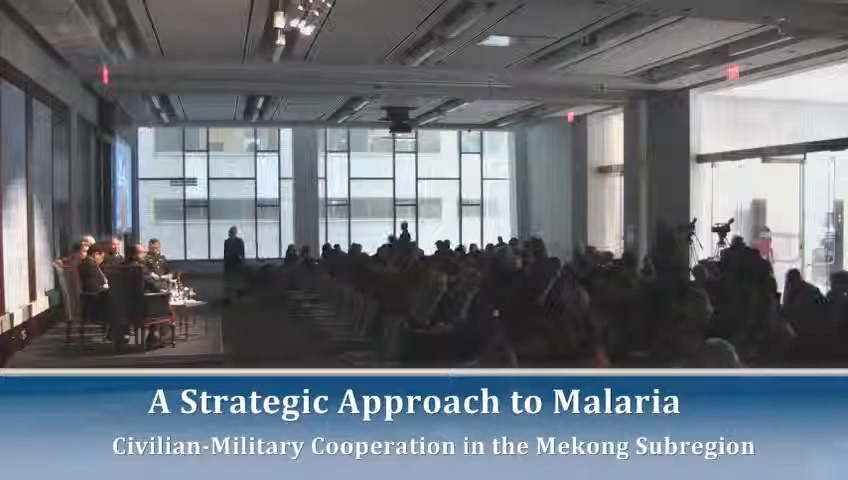 A Strategic Approach to Malaria
Civilian-Military Cooperation in the Mekong Subregion